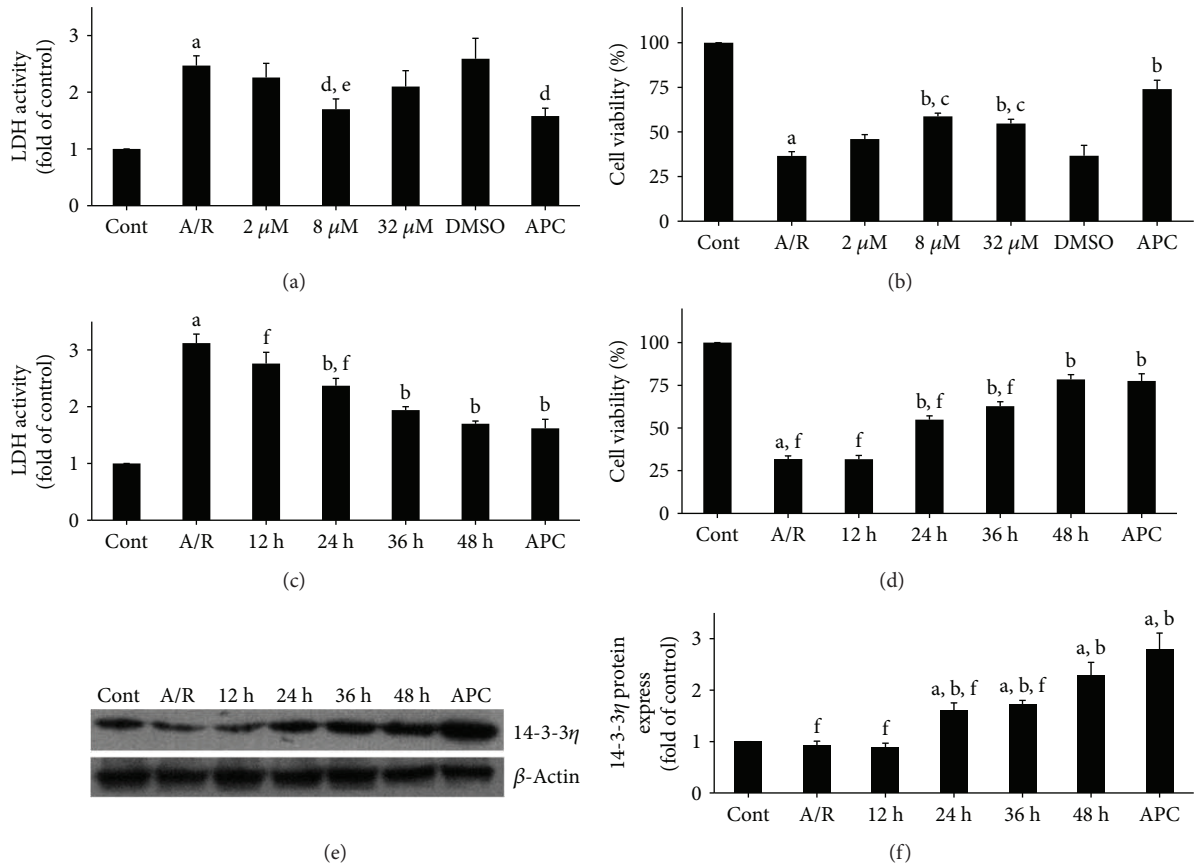 LDH activity
(fold of control)
3
2
1
0
a
d, e
d
Cont A/R 2 μM 8 μM 32 μM DMSO APC
(a)
Cell viability (%)
100
75
50
25
0
a
b, c
b, c
b
Cont A/R 2 μM 8 μM 32 μM DMSO APC
(b)
LDH activity
(fold of control)
3
2
1
0
a
f
b, f
b
b
b
Cont A/R 12 h 24 h 36 h 48 h APC
(c)
Cell viability (%)
100
75
50
25
0
a, f
f
b, f
b, f
b
b
Cont A/R 12 h 24 h 36 h 48 h APC
(d)
Cont A/R 12 h 24 h 36 h 48 h APC
14-3-3η
β-Actin
(e)
14-3-3η protein
express
(fold of control)
3
2
1
0
f
f
a, b, f
a, b, f
a, b
a, b
Cont A/R 12 h 24 h 36 h 48 h APC
(f)